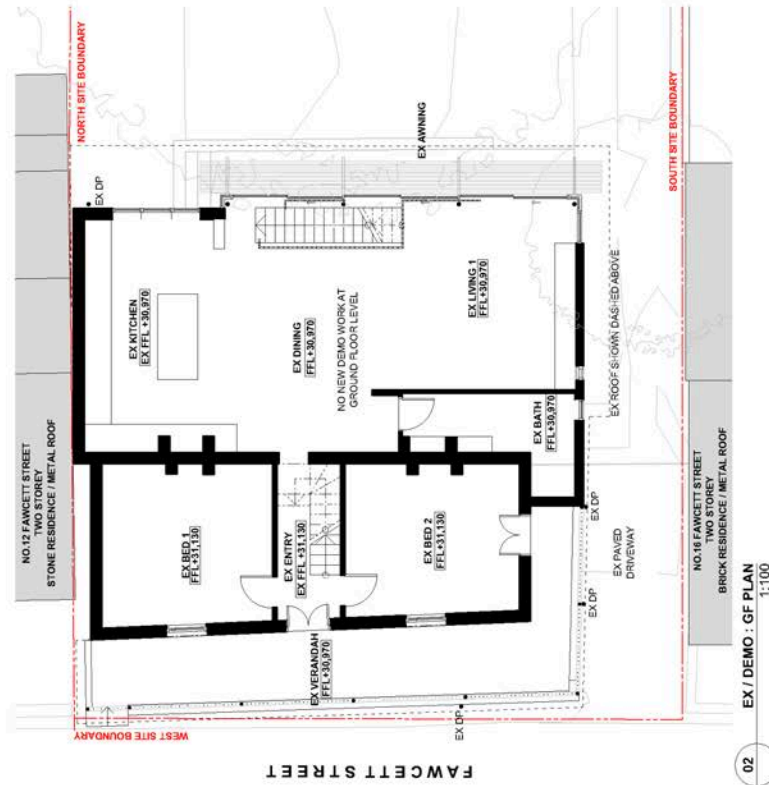 NO.12 FAWCETT STREET
TWO STOREY
STONE RESIDENCE / METAL ROOF
NORTH SITE BOUNDARY
EX DP
EX KITCHEN
EX FFL +30,970
EX DINING
FFL+30,970
NO NEW DEMO WORK AT
GROUND FLOOR LEVEL
EX LIVING 1
FFL+30,970
EX AWNING
EX BED 1
FFL+31,130
EX ENTRY
EX FFL +31,130
EX BED 2
FFL+31,130
EX BATH
FFL+30,970
EX ROOF SHOWN DASHED ABOVE
SOUTH SITE BOUNDARY
EX VERANDAH
FFL+30,970
EX DP
EX DP
EX DP
EX PAVED
DRIVEWAY
WEST SITE BOUNDARY
NO.16 FAWCETT STREET
TWO STOREY
BRICK RESIDENCE / METAL ROOF
FAWCETT STREET
02
EX / DEMO : GF PLAN
1:100